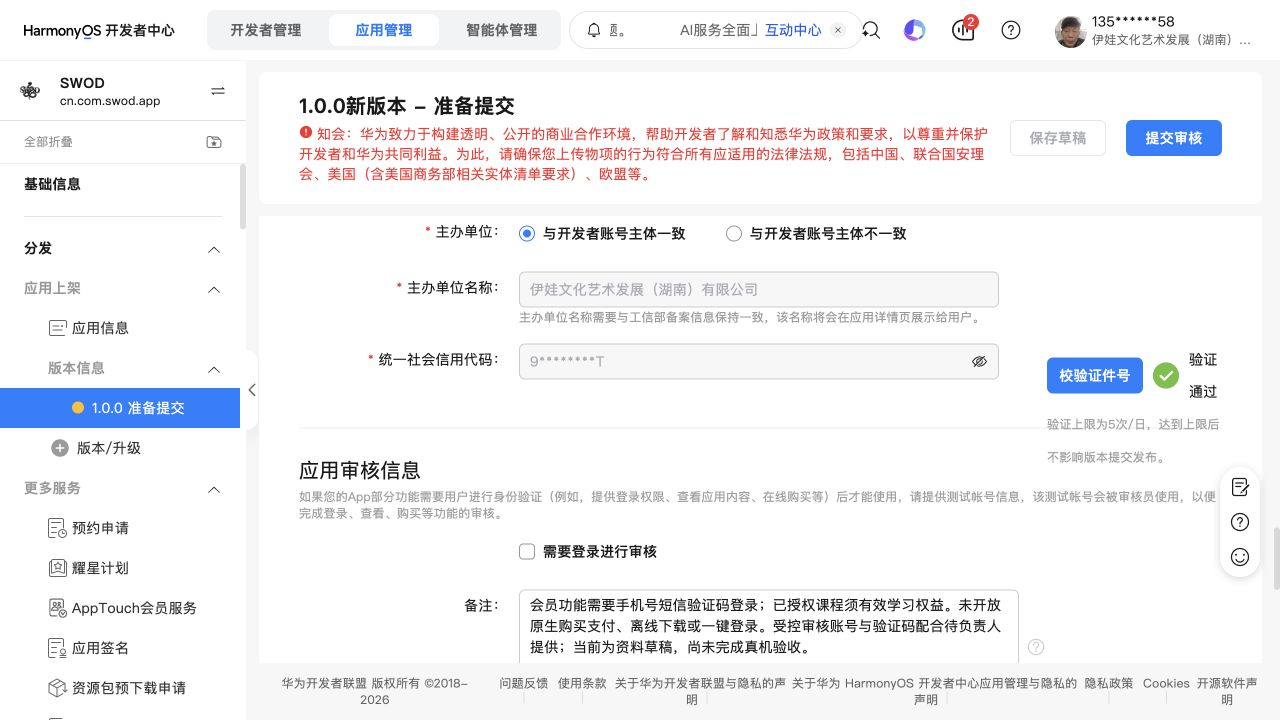 HarmonyOS 开发者中心
开发者管理
应用管理
智能体管理
AI服务全面上
互动中心
2
135******58
伊娃文化艺术发展（湖南）…
SWOD
cn.com.swod.app
全部折叠
基础信息
分发
应用上架
应用信息
版本信息
1.0.0 准备提交
版本/升级
更多服务
预约申请
耀星计划
AppTouch会员服务
应用签名
资源包预下载申请
1.0.0新版本 – 准备提交
知会：华为致力于构建透明、公开的商业合作环境，帮助开发者了解和知悉华为政策和要求，以尊重并保护
开发者和华为共同利益。为此，请确保您上传物项的行为符合所有应适用的法律法规，包括中国、联合国安理
会、美国（含美国商务部相关实体清单要求）、欧盟等。
保存草稿
提交审核
* 主办单位：
与开发者账号主体一致
与开发者账号主体不一致
* 主办单位名称：
伊娃文化艺术发展（湖南）有限公司
主办单位名称需要与工信部备案信息保持一致，该名称将会在应用详情页展示给用户。
* 统一社会信用代码：
9********T
校验证件号
验证
通过
验证上限为5次/日，达到上限后
不影响版本提交发布。
应用审核信息
如果您的App部分功能需要用户进行身份验证（例如，提供登录权限、查看应用内容、在线购买等）后才能使用，请提供测试帐号信息，该测试帐号会被审核员使用，以便
完成登录、查看、购买等功能的审核。
需要登录进行审核
备注：
会员功能需要手机号短信验证码登录；已授权课程须有效学习权益。未开放
原生购买支付、离线下载或一键登录。受控审核账号与验证码配合待负责人
提供；当前为资料草稿，尚未完成真机验收。
华为开发者联盟 版权所有 ©2018–
2026
问题反馈
使用条款
关于华为开发者联盟与隐私的声
明
关于华为 HarmonyOS 开发者中心应用管理与隐私的
声明
隐私政策
Cookies
开源软件声
明